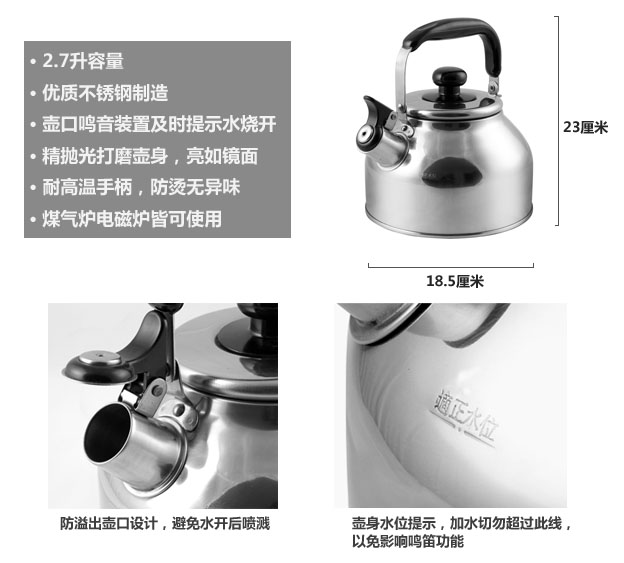 • 2.7升容量
• 优质不锈钢制造
• 壶口鸣音装置及时提示水烧开
• 精抛光打磨壶身，亮如镜面
• 耐高温手柄，防烫无异味
• 煤气炉电磁炉皆可使用
23厘米
18.5厘米
適正水位
防溢出壶口设计，避免水开后喷溅
壶身水位提示，加水切勿超过此线，
以免影响鸣笛功能